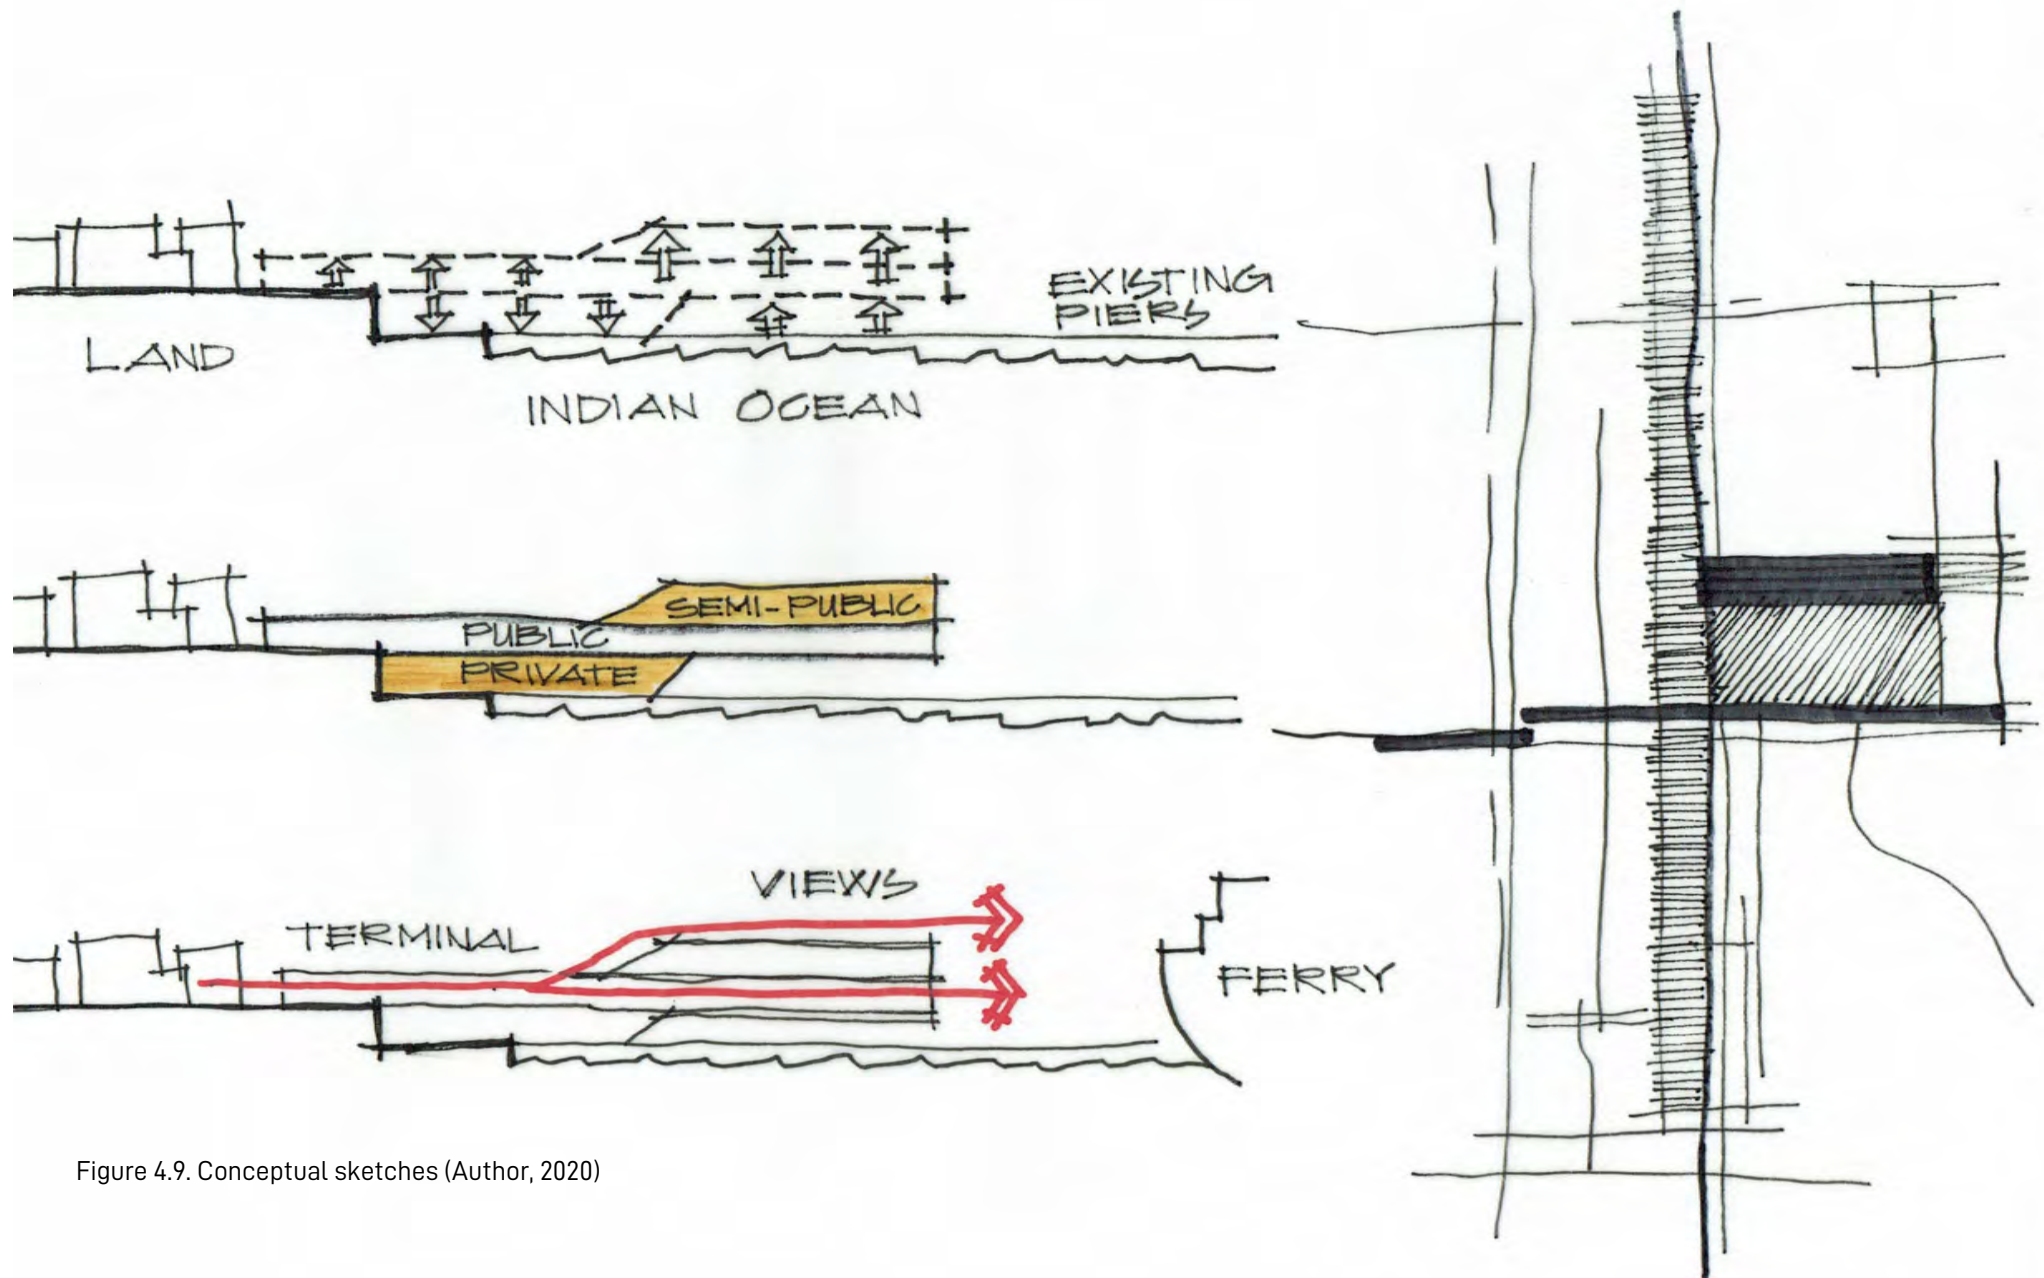 EXISTING
PIERS
LAND
INDIAN OCEAN
SEMI-PUBLIC
PUBLIC
PRIVATE
VIEWS
TERMINAL
FERRY
Figure 4.9. Conceptual sketches (Author, 2020)